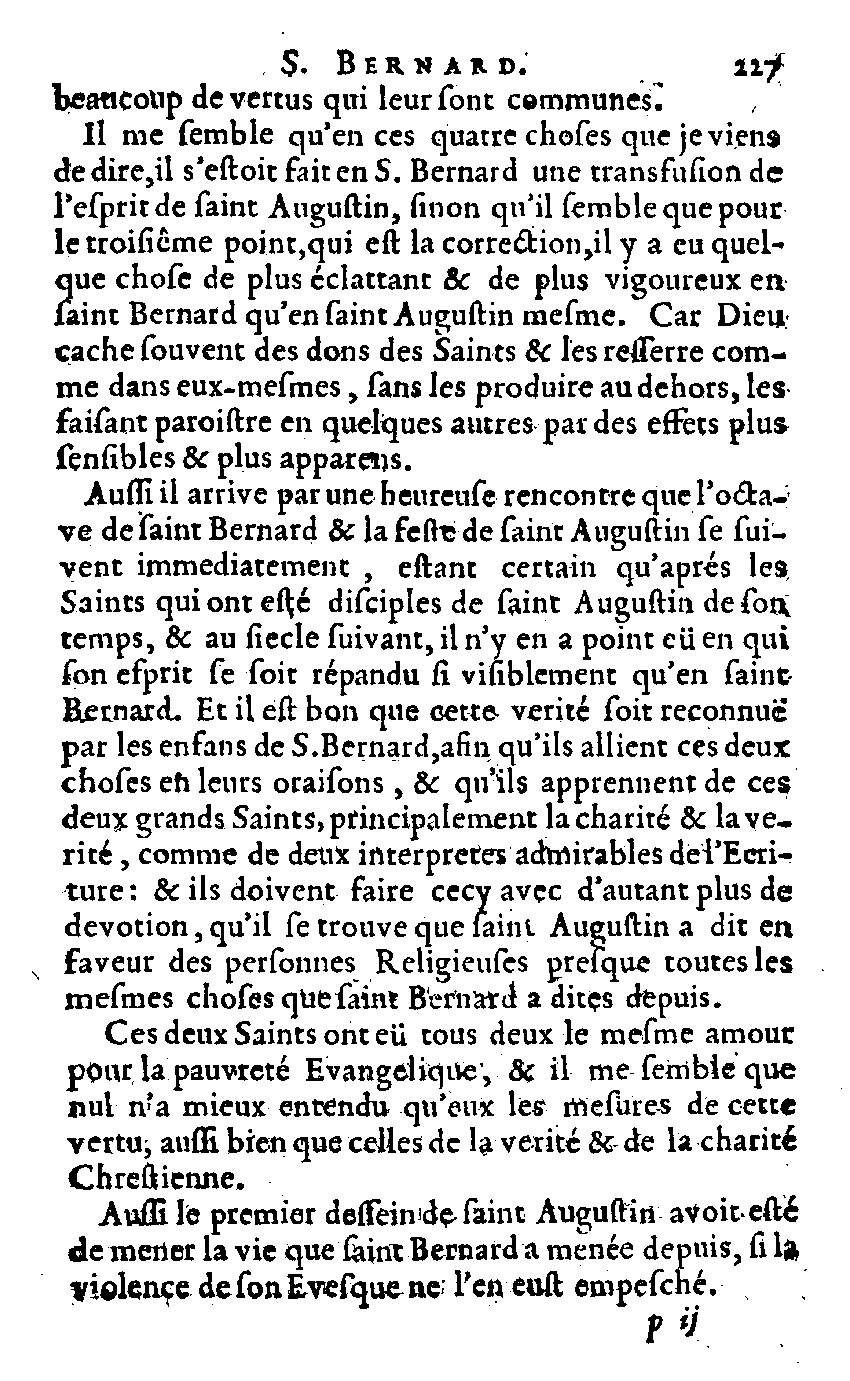 S. BERNARD. 227
beaucoup de vertus qui leur ſont communes.
Il me ſemble qu'en ces quatre choſes que je viens
de dire, il s'eſtoit fait en S. Bernard une transfuſion de
l'eſprit de ſaint Auguſtin, ſinon qu'il ſemble que pour
le troiſiême point, qui eſt la correction, il y a eu quel-
que choſe de plus éclattant & de plus vigoureux en
ſaint Bernard qu'en ſaint Auguſtin meſme. Car Dieu
cache ſouvent des dons des Saints & les reſſerre com-
me dans eux-meſmes, ſans les produire au dehors, les
faiſant paroiſtre en quelques autres par des effets plus
ſenſibles & plus apparens.
Auſſi il arrive par une heureuſe rencontre que l'octa-
ve de ſaint Bernard & la feſte de ſaint Auguſtin ſe ſui-
vent immediatement, eſtant certain qu'aprés les
Saints qui ont eſté diſciples de ſaint Auguſtin de ſon
temps, & au ſiecle ſuivant, il n'y en a point eü en qui
ſon eſprit ſe ſoit répandu ſi viſiblement qu'en ſaint
Bernard. Et il eſt bon que cette verité ſoit reconnuë
par les enfans de S. Bernard, afin qu'ils allient ces deux
choſes en leurs oraiſons, & qu'ils apprennent de ces
deux grands Saints, principalement la charité & la ve-
rité, comme de deux interpretes admirables de l'Ecri-
ture: & ils doivent faire cecy avec d'autant plus de
devotion, qu'il ſe trouve que ſaint Auguſtin a dit en
faveur des perſonnes Religieuſes preſque toutes les
meſmes choſes que ſaint Bernard a dites depuis.
Ces deux Saints ont eü tous deux le meſme amour
pour la pauvreté Evangelique, & il me ſemble que
nul n'a mieux entendu qu'eux les meſures de cette
vertu, auſſi bien que celles de la verité & de la charité
Chreſtienne.
Auſſi le premier deſſein de ſaint Auguſtin avoit eſté
de mener la vie que ſaint Bernard a menée depuis, ſi la
violence de ſon Eveſque ne l'en euſt empeſché.
p ij